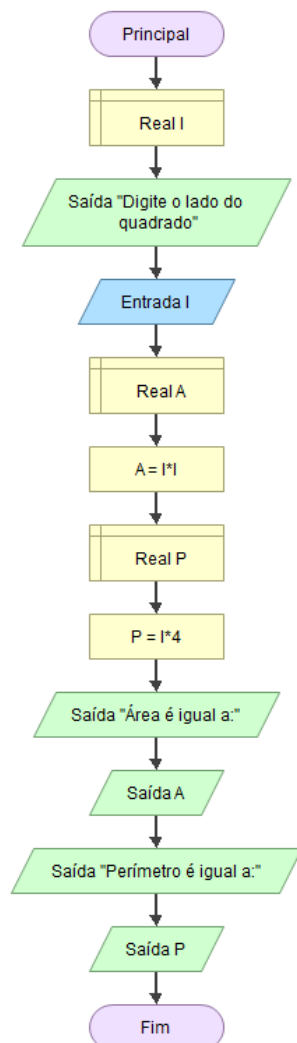 Principal
Real l
Saída "Digite o lado do
quadrado"
Entrada l
Real A
A = l*l
Real P
P = l*4
Saída "Área é igual a:"
Saída A
Saída "Perímetro é igual a:"
Saída P
Fim